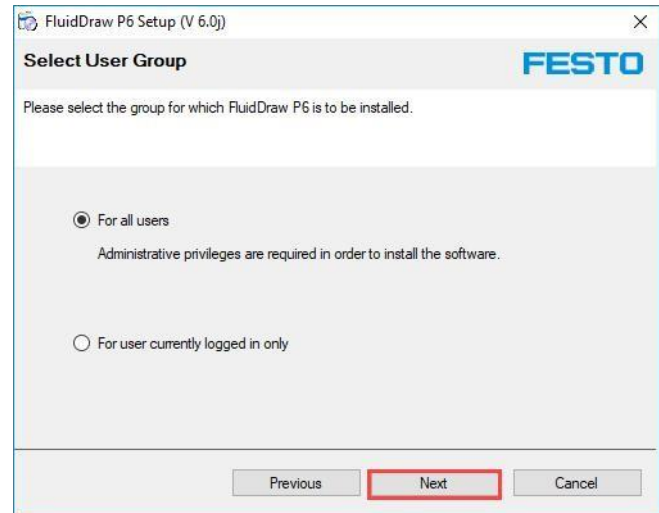 FluidDraw P6 Setup (V 6.0j)
Select User Group
FESTO
Please select the group for which FluidDraw P6 is to be installed.
For all users
Administrative privileges are required in order to install the software.
For user currently logged in only
Previous
Next
Cancel